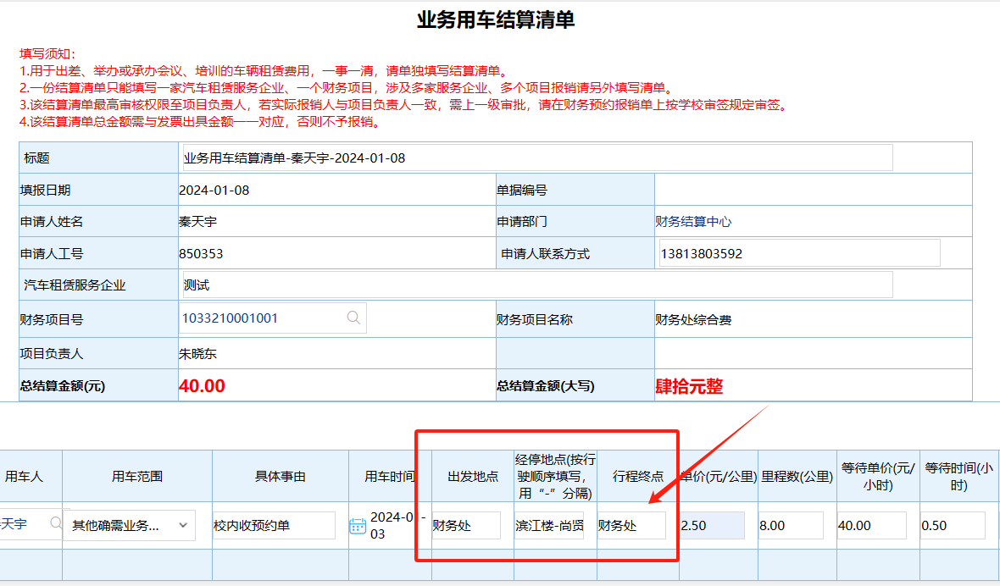 业务用车结算清单
填写须知：
1.用于出差、举办或承办会议、培训的车辆租赁费用，一事一清，请单独填写结算清单。
2.一份结算清单只能填写一家汽车租赁服务企业、一个财务项目，涉及多家服务企业、多个项目报销请另外填写清单。
3.该结算清单最高审核权限至项目负责人，若实际报销人与项目负责人一致，需上一级审批，请在财务预约报销单上按学校审签规定审签。
4.该结算清单总金额需与发票出具金额一一对应，否则不予报销。
标题 业务用车结算清单-秦天宇-2024-01-08
填报日期 2024-01-08 单据编号
申请人姓名 秦天宇 申请部门 财务结算中心
申请人工号 850353 申请人联系方式 13813803592
汽车租赁服务企业 测试
财务项目号 1033210001001 财务项目名称 财务处综合费
项目负责人 朱晓东
总结算金额(元) 40.00 总结算金额(大写) 肆拾元整
用车人 用车范围 具体事由 用车时间 出发地点 经停地点(按行驶顺序填写，用“-”分隔) 行程终点 单价(元/公里) 里程数(公里) 等待单价(元/小时) 等待时间(小时)
天宇 其他确需业务... 校内收预约单 2024-01-03 财务处 滨江楼-尚贤 财务处 2.50 8.00 40.00 0.50